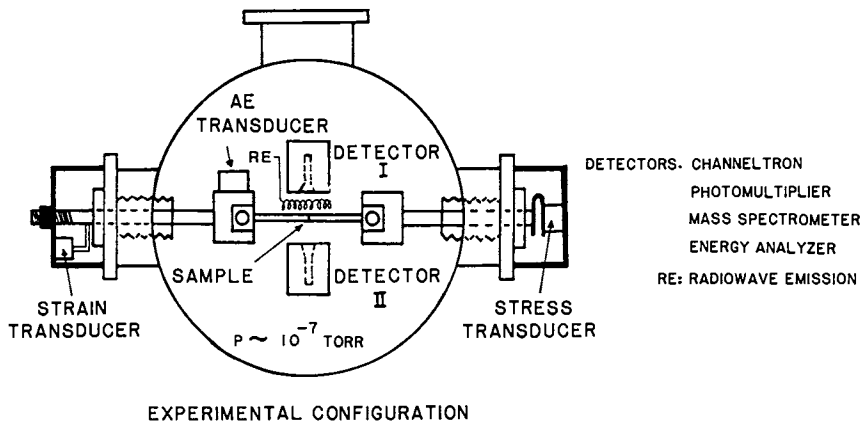 AE
TRANSDUCER
RE
DETECTOR
I
SAMPLE
DETECTOR
II
STRAIN
TRANSDUCER
STRESS
TRANSDUCER
P ~ 10⁻⁷ TORR
DETECTORS. CHANNELTRON
PHOTOMULTIPLIER
MASS SPECTROMETER
ENERGY ANALYZER
RE: RADIOWAVE EMISSION
EXPERIMENTAL CONFIGURATION